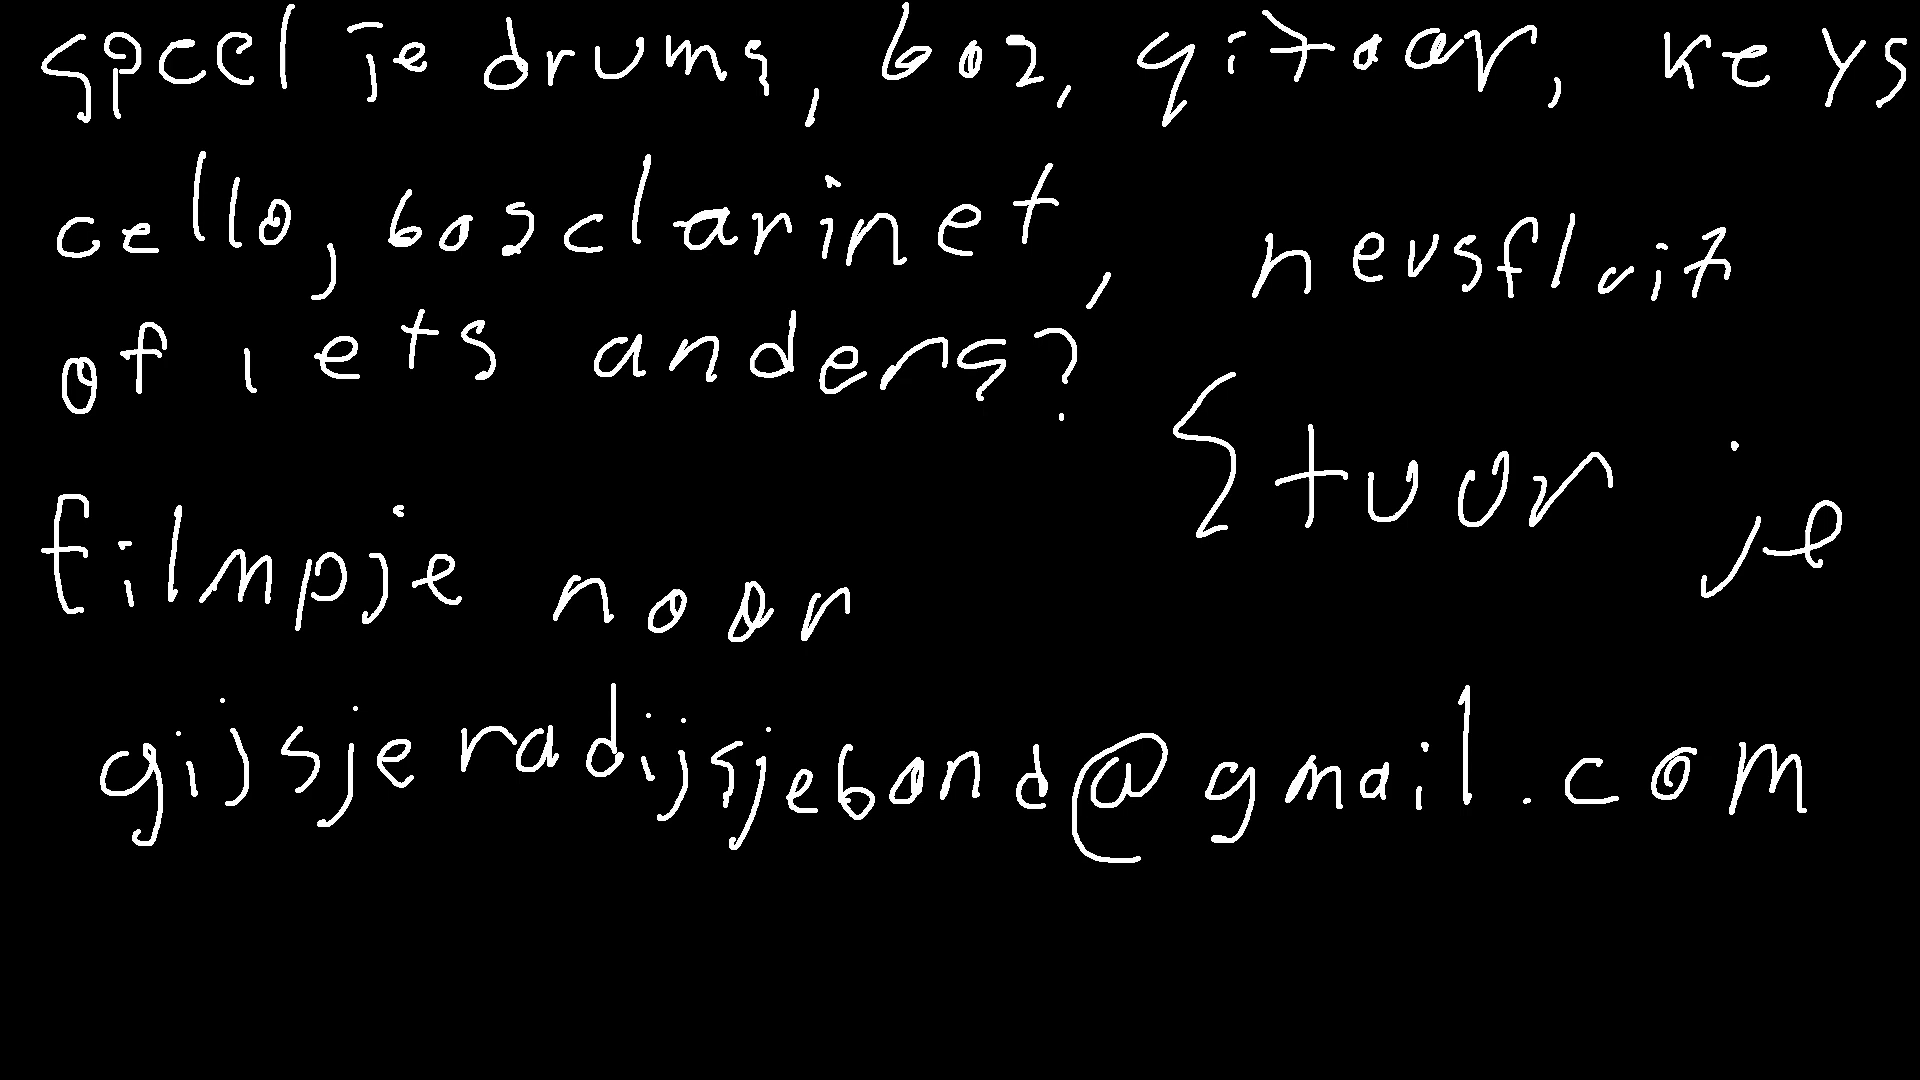 speel je drums, bas, gitaar, keys
cello, basclarinet, neusfluit
of iets anders?
Stuur je
filmpje naar
gijsjeradijsjeband@gmail.com